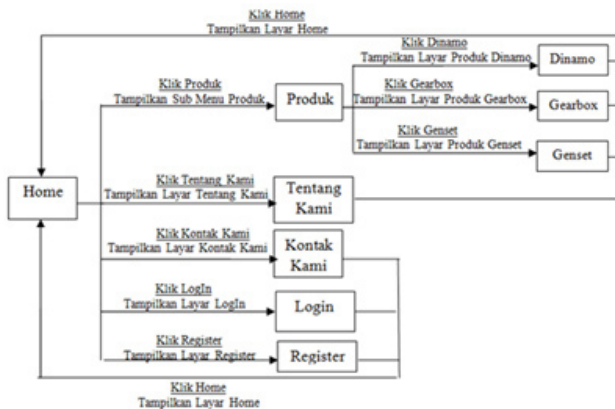 Klik Home
Tampilkan Layar Home
Klik Dinamo
Tampilkan Layar Produk Dinamo
Dinamo
Klik Produk
Tampilkan Sub Menu Produk
Produk
Klik Gearbox
Tampilkan Layar Produk Gearbox
Gearbox
Klik Genset
Tampilkan Layar Produk Genset
Genset
Home
Klik Tentang Kami
Tampilkan Layar Tentang Kami
Tentang
Kami
Klik Kontak Kami
Tampilkan Layar Kontak Kami
Kontak
Kami
Klik LogIn
Tampilkan Layar LogIn
Login
Klik Register
Tampilkan Layar Register
Register
Klik Home
Tampilkan Layar Home